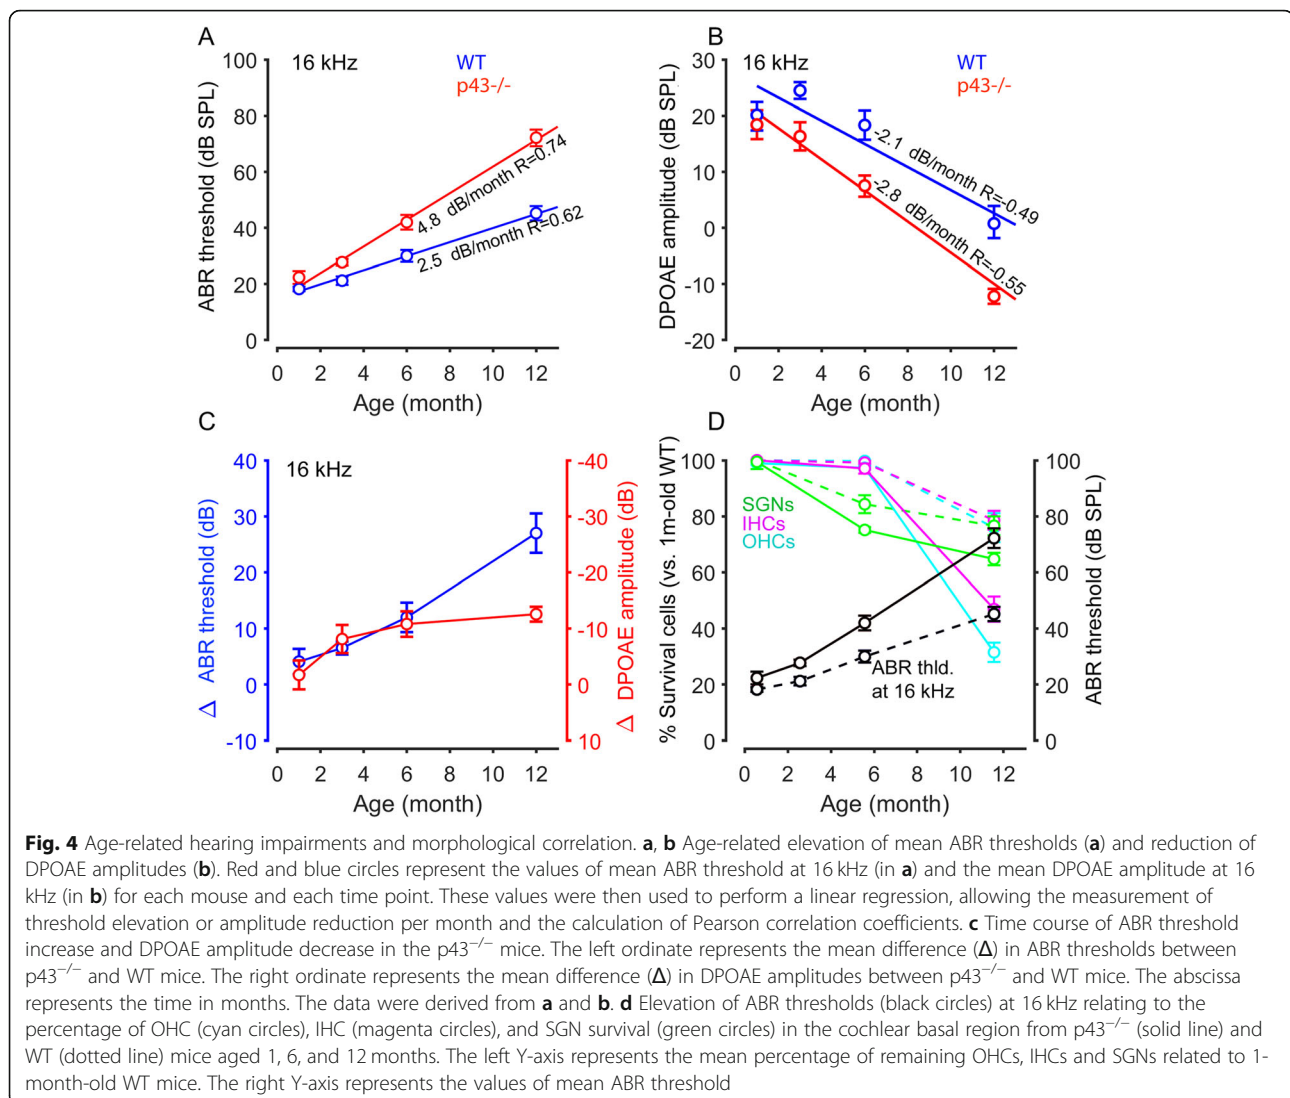 A
16 kHz
WT
p43-/-
ABR threshold (dB SPL)
100
80
60
40
20
0
4.8 dB/month R=0.74
2.5 dB/month R=0.62
0 2 4 6 8 10 12
Age (month)
B
16 kHz
WT
p43-/-
DPOAE amplitude (dB SPL)
30
20
10
0
-10
-20
-2.1 dB/month R=-0.49
-2.8 dB/month R=-0.55
0 2 4 6 8 10 12
Age (month)
C
16 kHz
Δ ABR threshold (dB)
40
30
20
10
0
-10
Δ DPOAE amplitude (dB)
-40
-30
-20
-10
0
10
0 2 4 6 8 10 12
Age (month)
D
% Survival cells (vs. 1m-old WT)
100
80
60
40
20
0
SGNs
IHCs
OHCs
ABR thld.
at 16 kHz
ABR threshold (dB SPL)
100
80
60
40
20
0
0 2 4 6 8 10 12
Age (month)
Fig. 4 Age-related hearing impairments and morphological correlation. a, b Age-related elevation of mean ABR thresholds (a) and reduction of
DPOAE amplitudes (b). Red and blue circles represent the values of mean ABR threshold at 16 kHz (in a) and the mean DPOAE amplitude at 16
kHz (in b) for each mouse and each time point. These values were then used to perform a linear regression, allowing the measurement of
threshold elevation or amplitude reduction per month and the calculation of Pearson correlation coefficients. c Time course of ABR threshold
increase and DPOAE amplitude decrease in the p43−/− mice. The left ordinate represents the mean difference (Δ) in ABR thresholds between
p43−/− and WT mice. The right ordinate represents the mean difference (Δ) in DPOAE amplitudes between p43−/− and WT mice. The abscissa
represents the time in months. The data were derived from a and b. d Elevation of ABR thresholds (black circles) at 16 kHz relating to the
percentage of OHC (cyan circles), IHC (magenta circles), and SGN survival (green circles) in the cochlear basal region from p43−/− (solid line) and
WT (dotted line) mice aged 1, 6, and 12 months. The left Y-axis represents the mean percentage of remaining OHCs, IHCs and SGNs related to 1-
month-old WT mice. The right Y-axis represents the values of mean ABR threshold